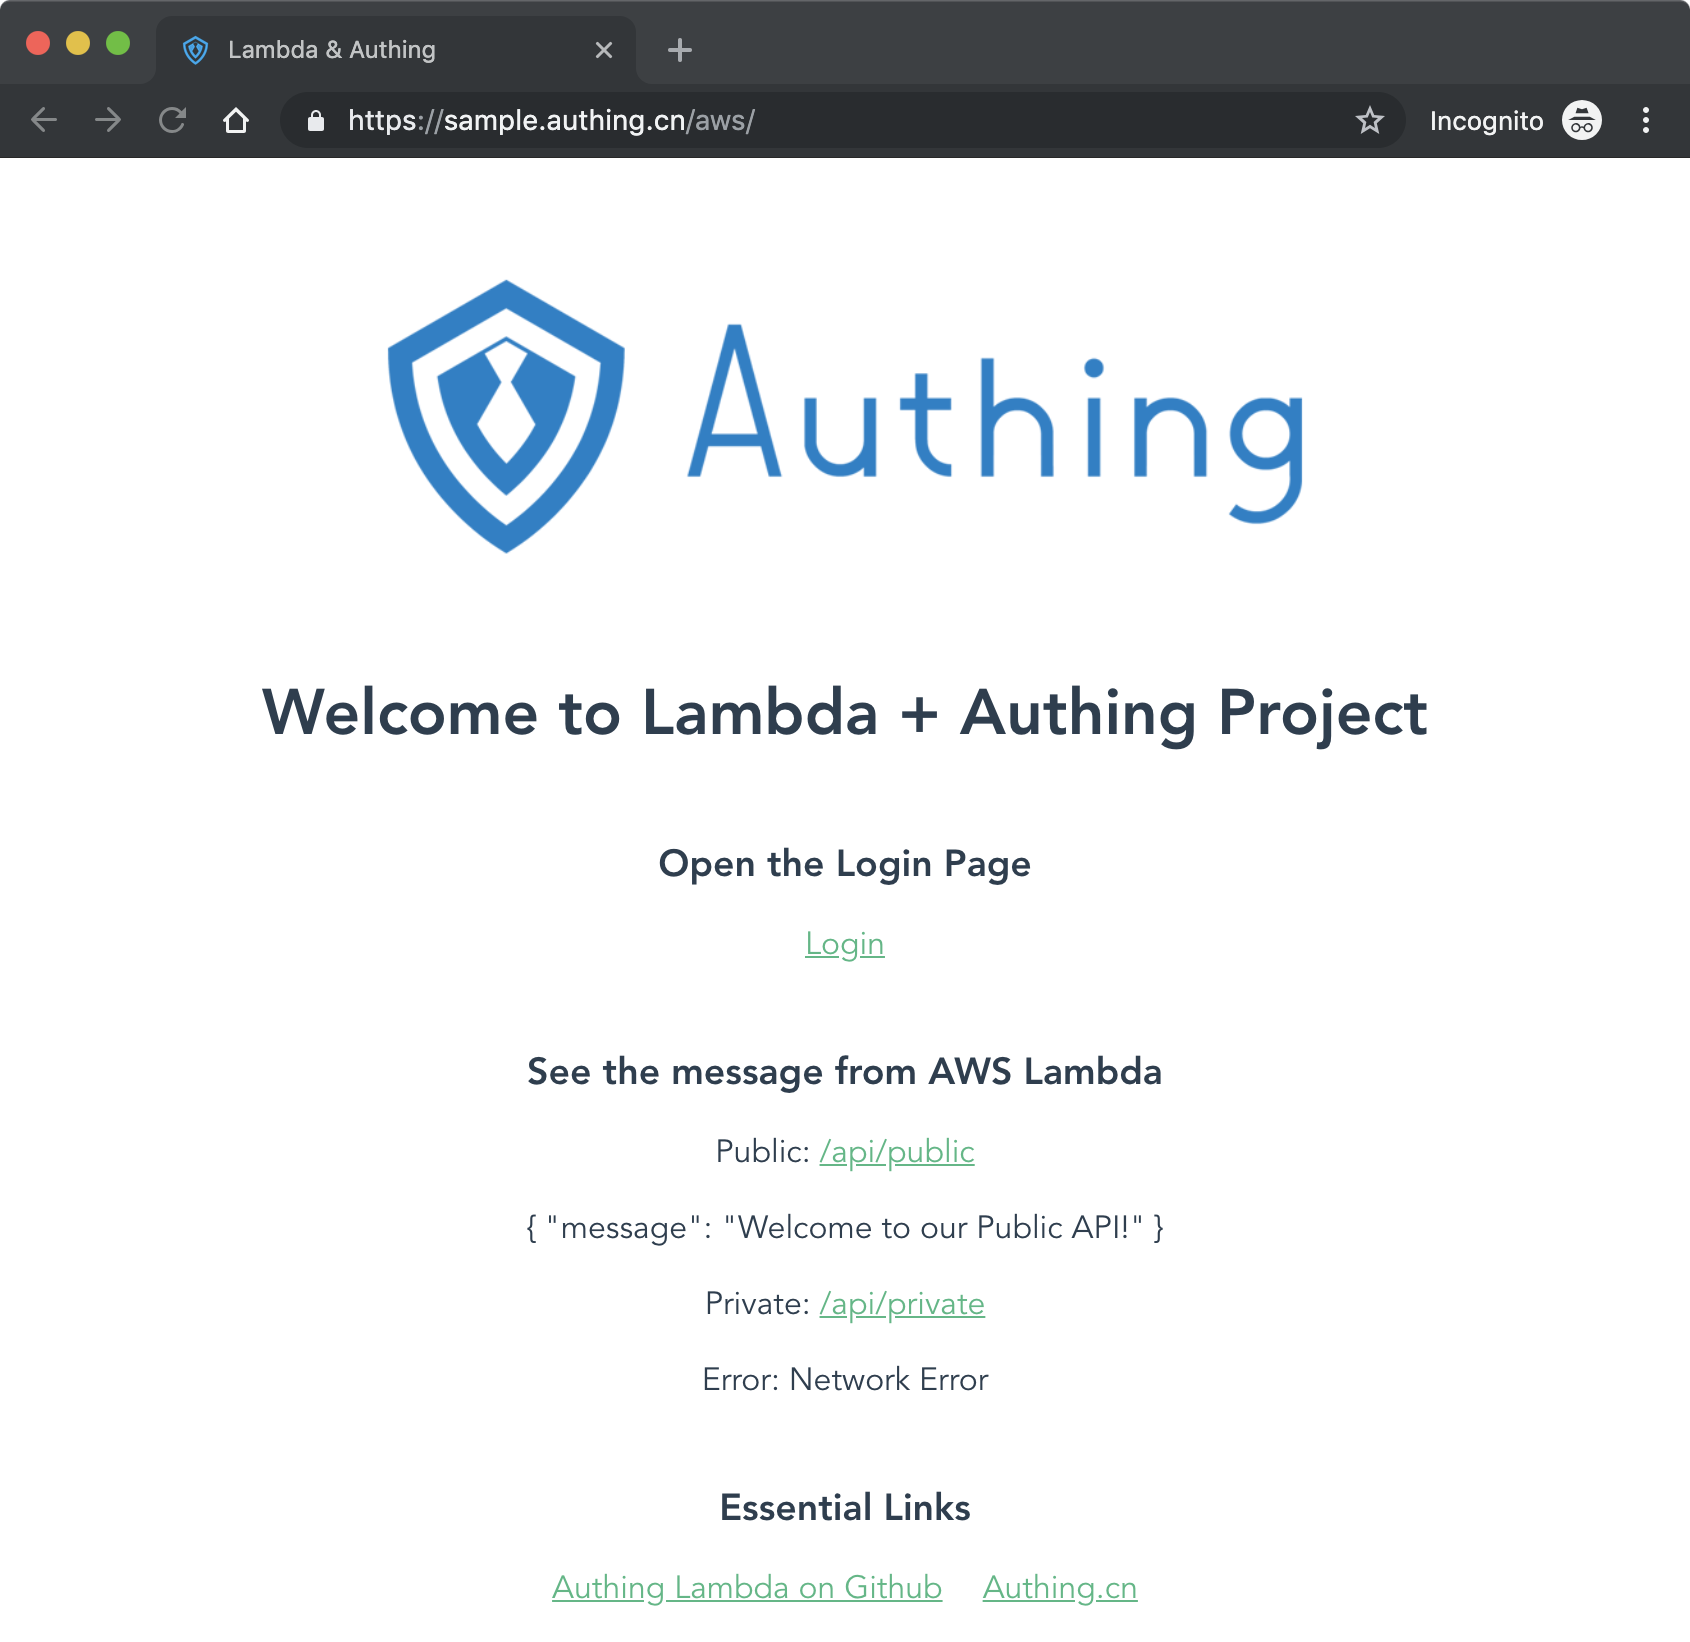 Lambda & Authing
https://sample.authing.cn/aws/
Incognito
Authing
Welcome to Lambda + Authing Project
Open the Login Page
Login
See the message from AWS Lambda
Public: /api/public
{ "message": "Welcome to our Public API!" }
Private: /api/private
Error: Network Error
Essential Links
Authing Lambda on Github Authing.cn